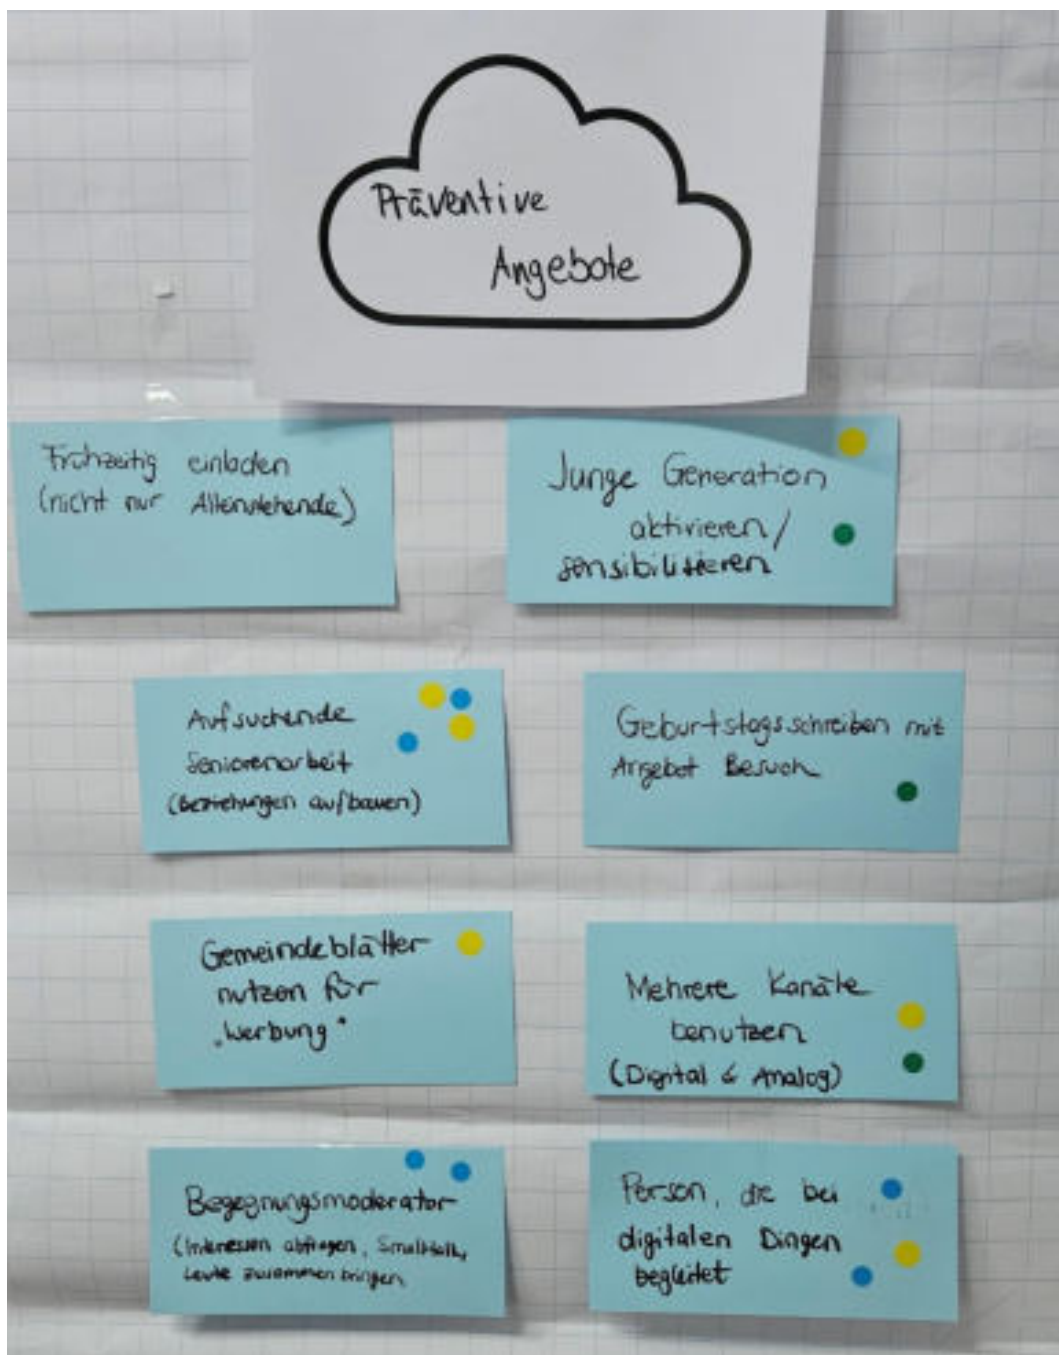 Präventive
Angebote
Frühzeitig einladen
(nicht nur Alleinstehende)
Junge Generation
aktivieren/
sensibilisieren
Aufsuchende
Seniorenarbeit
(Beziehungen aufbauen)
Geburtstagsschreiben mit
Angebot Besuch
Gemeindeblätter
nutzen für
„Werbung“
Mehrere Kanäle
benutzen
(Digital & Analog)
Begegnungsmoderator
(Interessen abfragen, Smalltalk,
Leute zusammen bringen
Person, die bei
digitalen Dingen
begleitet